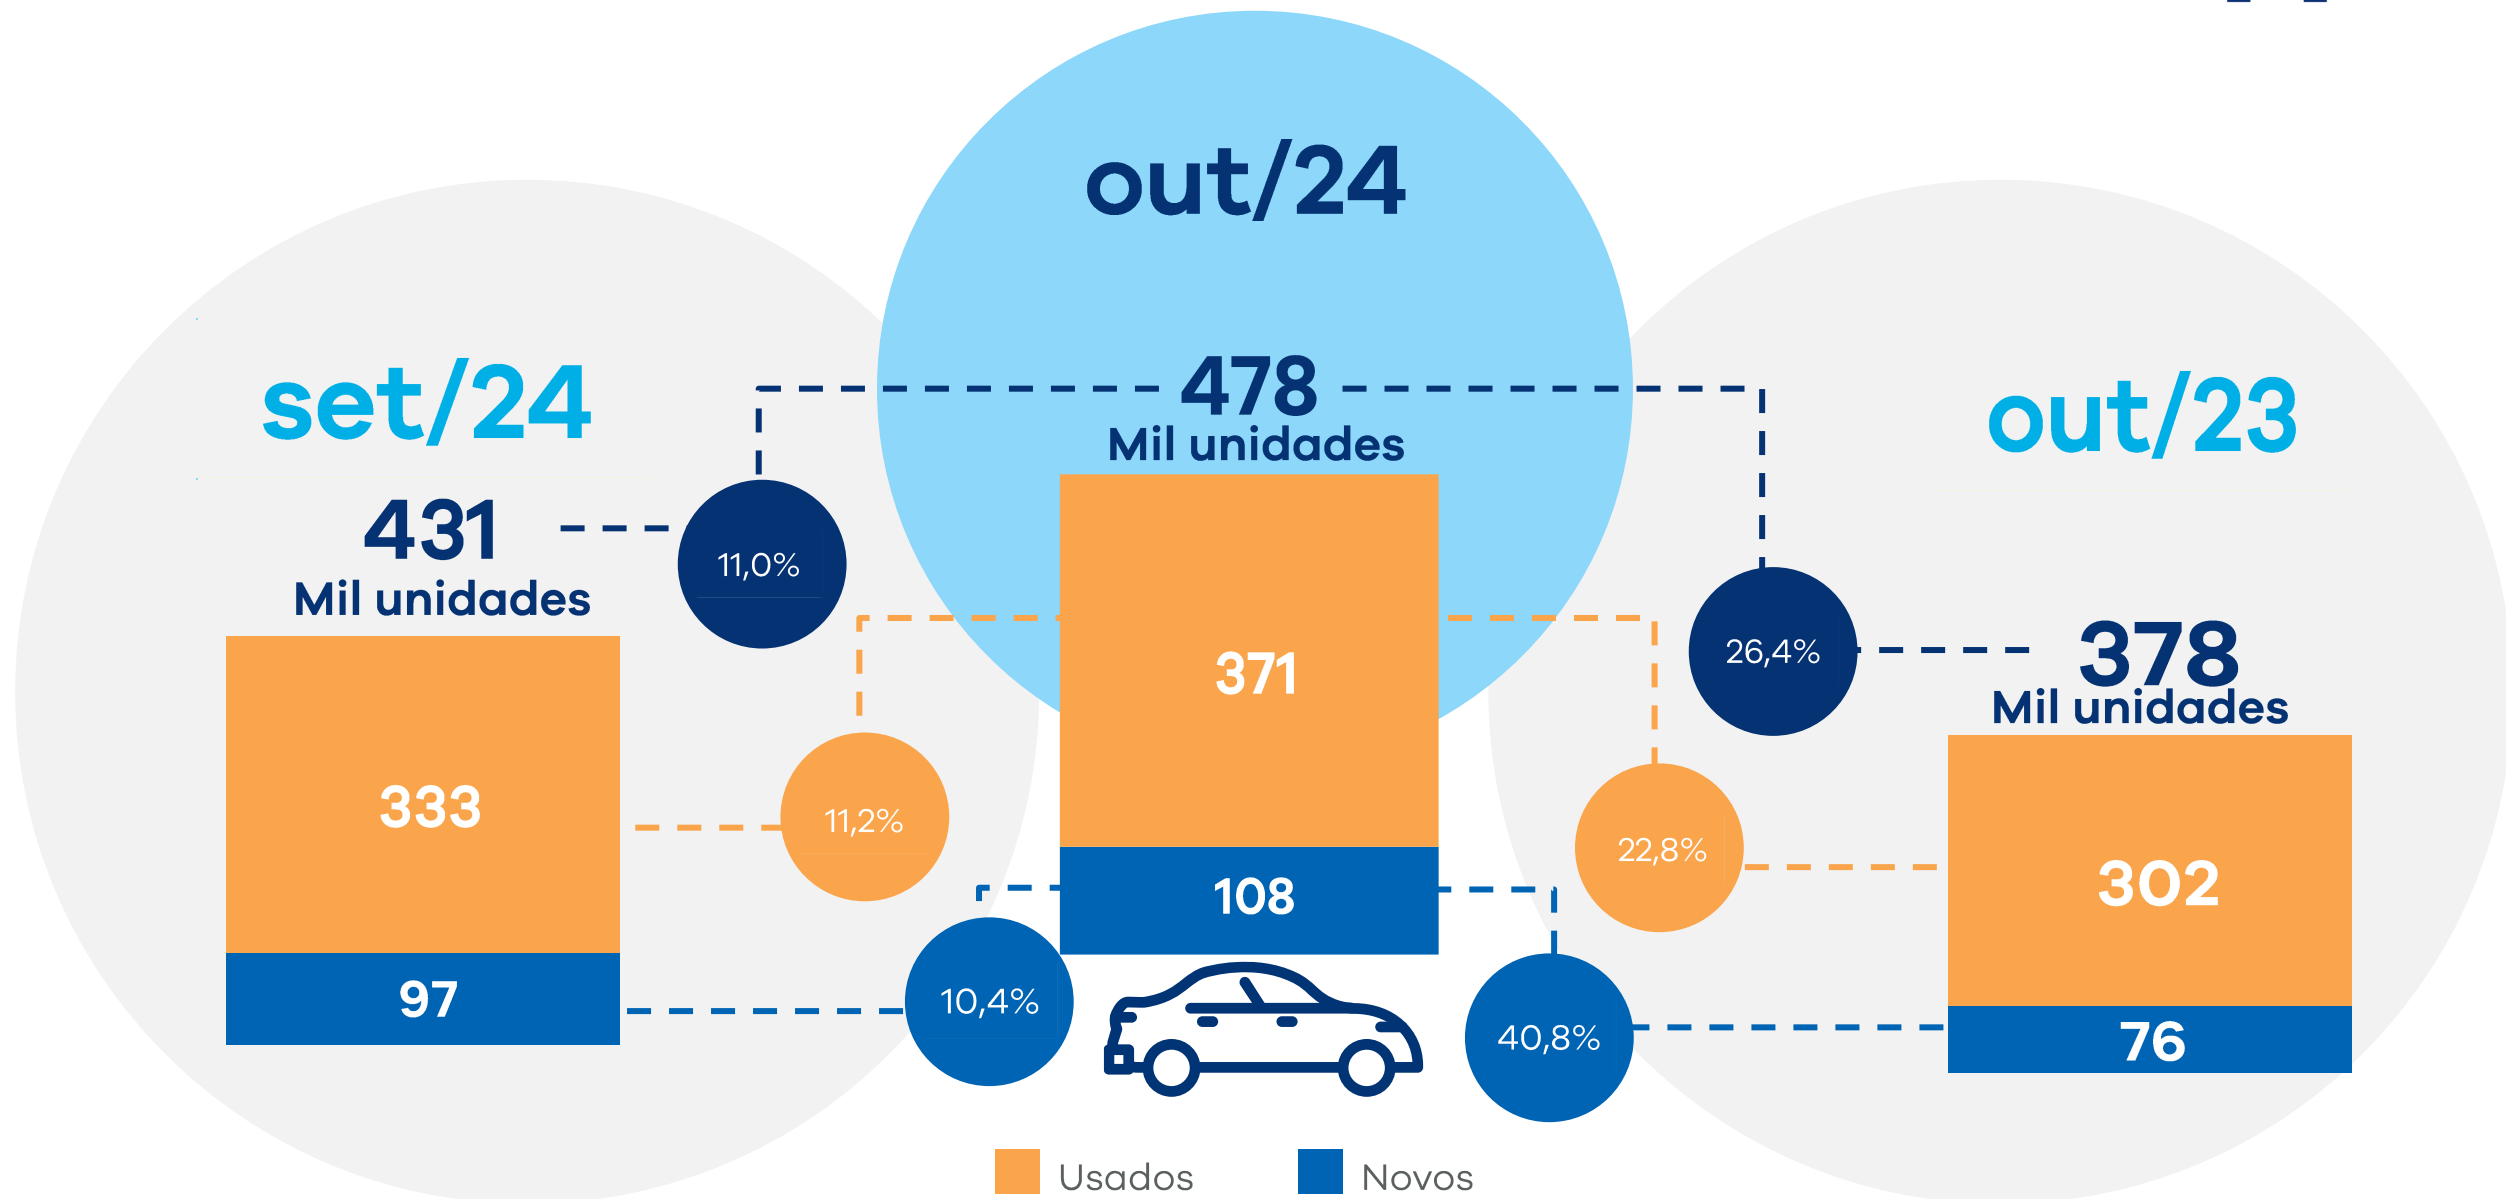 out/24
478
Mil unidades
371
108
set/24
431
Mil unidades
333
97
11,0%
11,2%
10,4%
out/23
378
Mil unidades
302
76
26,4%
22,8%
40,8%
Usados
Novos